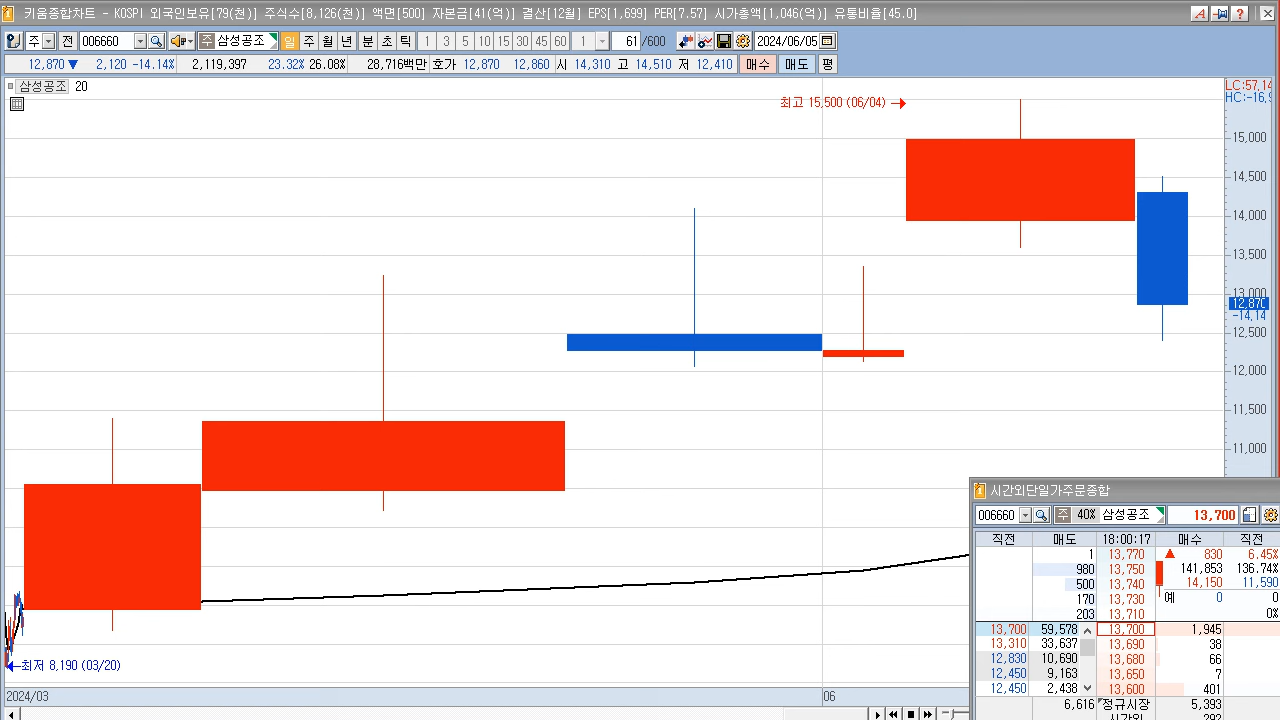 키움종합차트 - KOSPI 외국인보유[79(천)] 주식수[8,126(천)] 액면[500] 자본금[41(억)] 결산[12월] EPS[1,699] PER[7.57] 시가총액[1,046(억)] 유통비율[45.0]
주 전 006660 주 삼성공조 일 주 월 년 분 초 틱 1 3 5 10 15 30 45 60 1 61 /600 2024/06/05
12,870 ▼ 2,120 -14.14% 2,119,397 23.32% 26.08% 28,716백만 호가 12,870 12,860 시 14,310 고 14,510 저 12,410 매수 매도 평
삼성공조 20
LC:57,14
HC:-16,9
최고 15,500 (06/04)
15,000
14,500
14,000
13,500
13,000
12,870
-14,14
12,500
12,000
11,500
11,000
최저 8,190 (03/20)
2024/03 06
시간외단일가주문종합
006660 주 40% 삼성공조 13,700
직전 매도 18:00:17 매수 직전
1 13,770 ▲ 830 6.45%
980 13,750 141,853 136.74%
500 13,740 14,150 11,590
170 13,730 예 0 0
203 13,710 0%
13,700 59,578 13,700 1,945
13,310 33,637 13,690 38
12,830 10,690 13,680 66
12,450 9,163 13,650 7
12,450 2,438 13,600 401
6,616 정규시장 5,393
시간외